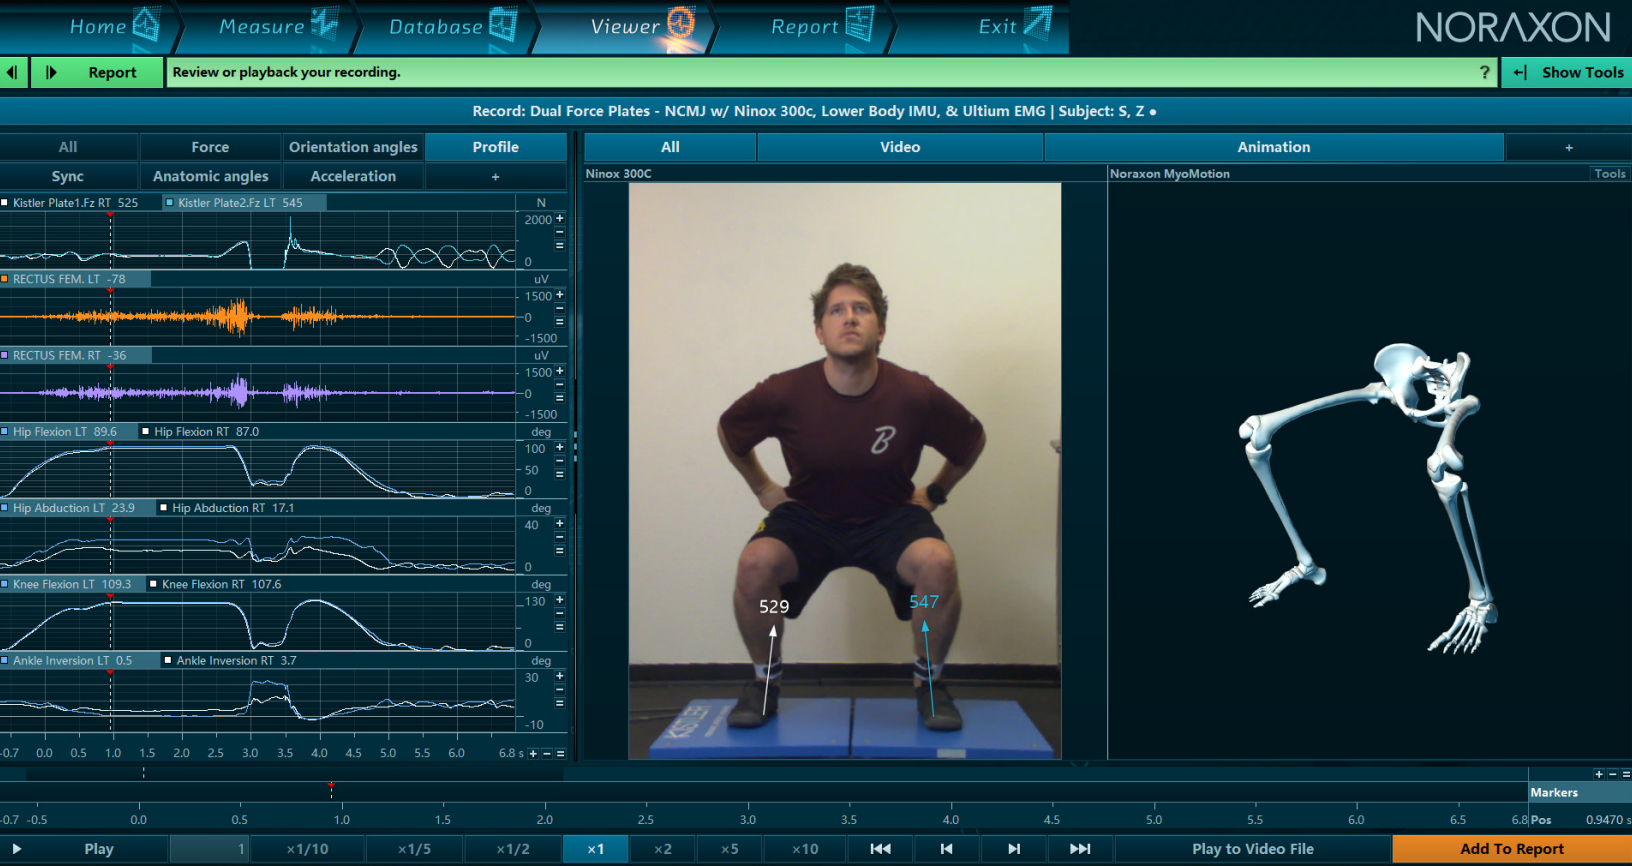 Home Measure Database Viewer Report Exit NORAXON
Report Review or playback your recording. ? Show Tools
Record: Dual Force Plates - NCMJ w/ Ninox 300c, Lower Body IMU, & Ultium EMG | Subject: S, Z ●
All Force Orientation angles Profile
Sync Anatomic angles Acceleration +
All Video Animation +
Ninox 300C
Noraxon MyoMotion Tools
Kistler Plate1.Fz RT 525 Kistler Plate2.Fz LT 545 N
2000 +
−
=
0
RECTUS FEM. LT -78 uV
1500 +
−
0
=
-1500
RECTUS FEM. RT -36 uV
1500 +
−
0
=
-1500
Hip Flexion LT 89.6 Hip Flexion RT 87.0 deg
100 +
−
50
=
0
Hip Abduction LT 23.9 Hip Abduction RT 17.1 deg
40 +
−
=
0
Knee Flexion LT 109.3 Knee Flexion RT 107.6 deg
130 +
−
=
0
Ankle Inversion LT 0.5 Ankle Inversion RT 3.7 deg
30 +
−
=
-10
-0.7 0.0 0.5 1.0 1.5 2.0 2.5 3.0 3.5 4.0 4.5 5.0 5.5 6.0 6.8 s + − =
B
529
547
KISTLER
+ − =
Markers
-0.7 -0.5 0.0 0.5 1.0 1.5 2.0 2.5 3.0 3.5 4.0 4.5 5.0 5.5 6.0 6.5 6.8 Pos 0.9470 s
Play 1 ×1/10 ×1/5 ×1/2 ×1 ×2 ×5 ×10 Play to Video File Add To Report